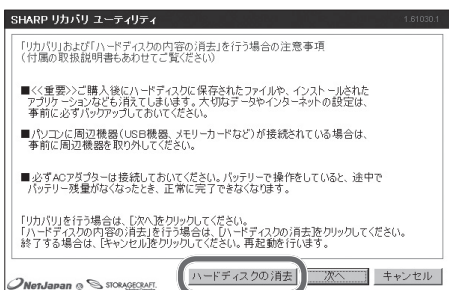 SHARP リカバリ ユーティリティ 1.61030.1
「リカバリ」および「ハードディスクの内容の消去」を行う場合の注意事項
(付属の取扱説明書もあわせてご覧ください)
■<<重要>>ご購入後にハードディスクに保存されたファイルや、インストールされた
アプリケーションなども消えてしまいます。大切なデータやインターネットの設定は、
事前に必ずバックアップしておいてください。
■パソコンに周辺機器(USB機器、メモリーカードなど)が接続されている場合は、
事前に周辺機器を取り外してください。
■必ずACアダプターは接続しておいてください。バッテリーで操作をしていると、途中で
バッテリー残量がなくなったとき、正常に完了できなくなります。
「リカバリ」を行う場合は、[次へ]をクリックしてください。
「ハードディスクの内容の消去」を行う場合は、[ハードディスクの消去]をクリックしてください。
終了する場合は、[キャンセル]をクリックしてください。再起動を行います。
NetJapan STORAGECRAFT. ハードディスクの消去 次へ キャンセル